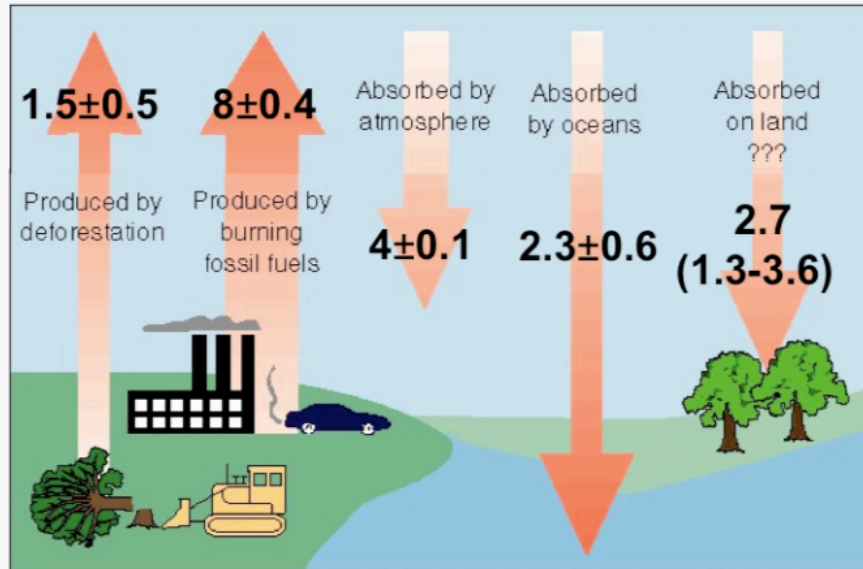 1.5±0.5
Produced by
deforestation
8±0.4
Produced by
burning
fossil fuels
Absorbed by
atmosphere
4±0.1
Absorbed
by oceans
2.3±0.6
Absorbed
on land
???
2.7
(1.3-3.6)